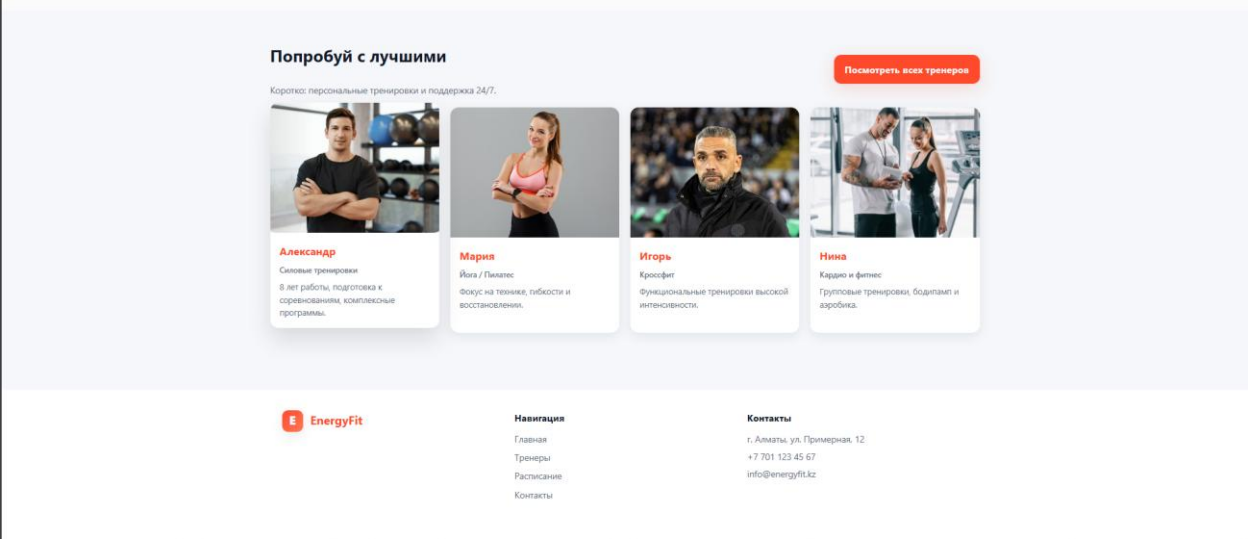 Попробуй с лучшими
Посмотреть всех тренеров
Коротко: персональные тренировки и поддержка 24/7.
Александр
Силовые тренировки
8 лет работы, подготовка к
соревнованиям, комплексные
программы.
Мария
Йога / Пилатес
Фокус на технике, гибкости и
восстановлении.
Игорь
Кроссфит
Функциональные тренировки высокой
интенсивности.
Нина
Кардио и фитнес
Групповые тренировки, бодипамп и
аэробика.
E EnergyFit
Навигация
Главная
Тренеры
Расписание
Контакты
Контакты
г. Алматы, ул. Примерная, 12
+7 701 123 45 67
info@energyfit.kz